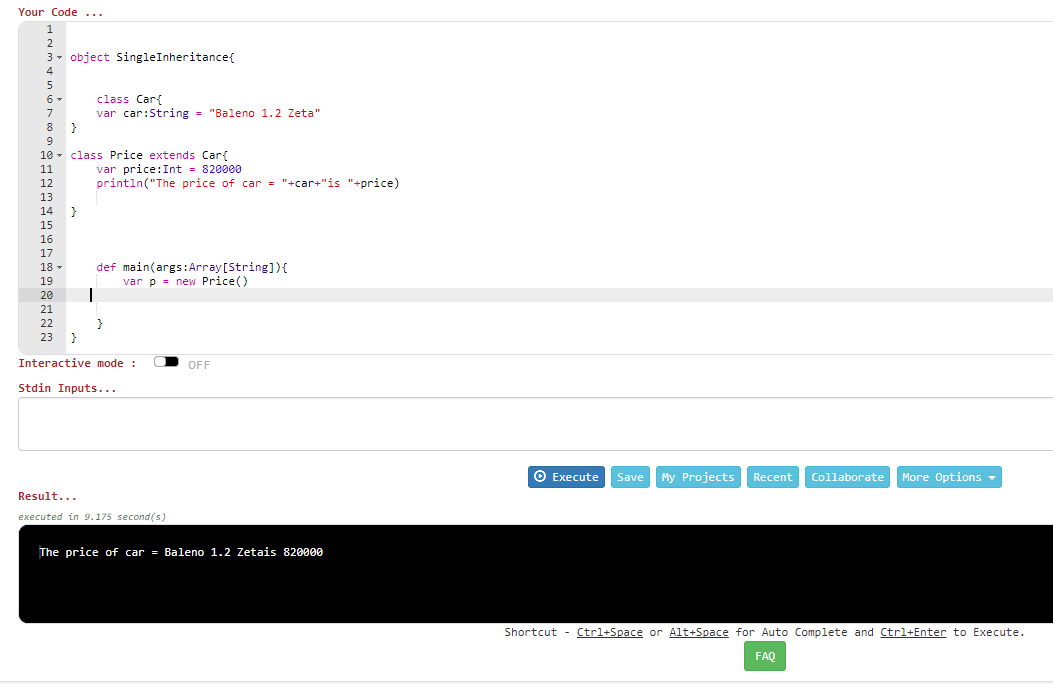 Your Code ...
1
2
3 object SingleInheritance{
4
5
6 class Car{
7 var car:String = "Baleno 1.2 Zeta"
8 }
9
10 class Price extends Car{
11 var price:Int = 820000
12 println("The price of car = "+car+"is "+price)
13
14 }
15
16
17
18 def main(args:Array[String]){
19 var p = new Price()
20
21
22 }
23 }
Interactive mode : OFF
Stdin Inputs...
Execute Save My Projects Recent Collaborate More Options
Result...
executed in 9.175 second(s)
The price of car = Baleno 1.2 Zetais 820000
Shortcut - Ctrl+Space or Alt+Space for Auto Complete and Ctrl+Enter to Execute.
FAQ